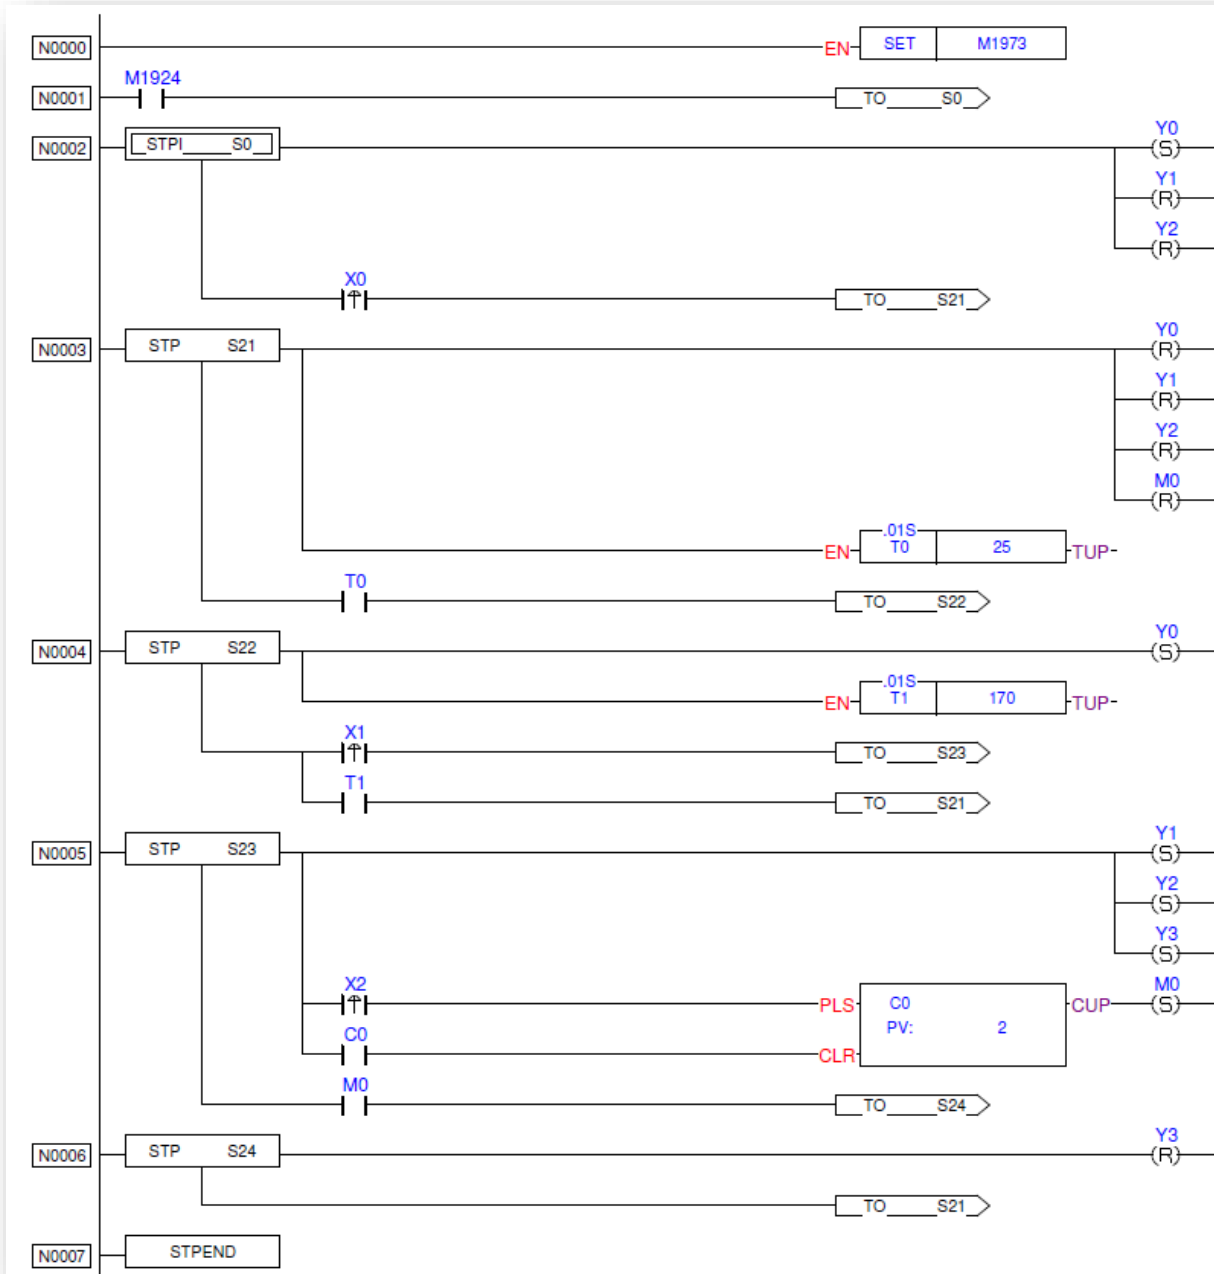 N0000 EN SET M1973
M1924
N0001 TO S0
N0002 STPI S0 Y0 (S)
Y1 (R)
Y2 (R)
X0
TO S21
N0003 STP S21 Y0 (R)
Y1 (R)
Y2 (R)
M0 (R)
.01S
EN T0 25 TUP
T0
TO S22
N0004 STP S22 Y0 (S)
.01S
EN T1 170 TUP
X1
TO S23
T1
TO S21
N0005 STP S23 Y1 (S)
Y2 (S)
Y3 (S)
X2 M0
PLS C0 CUP (S)
PV: 2
C0
CLR
M0
TO S24
N0006 STP S24 Y3 (R)
TO S21
N0007 STPEND